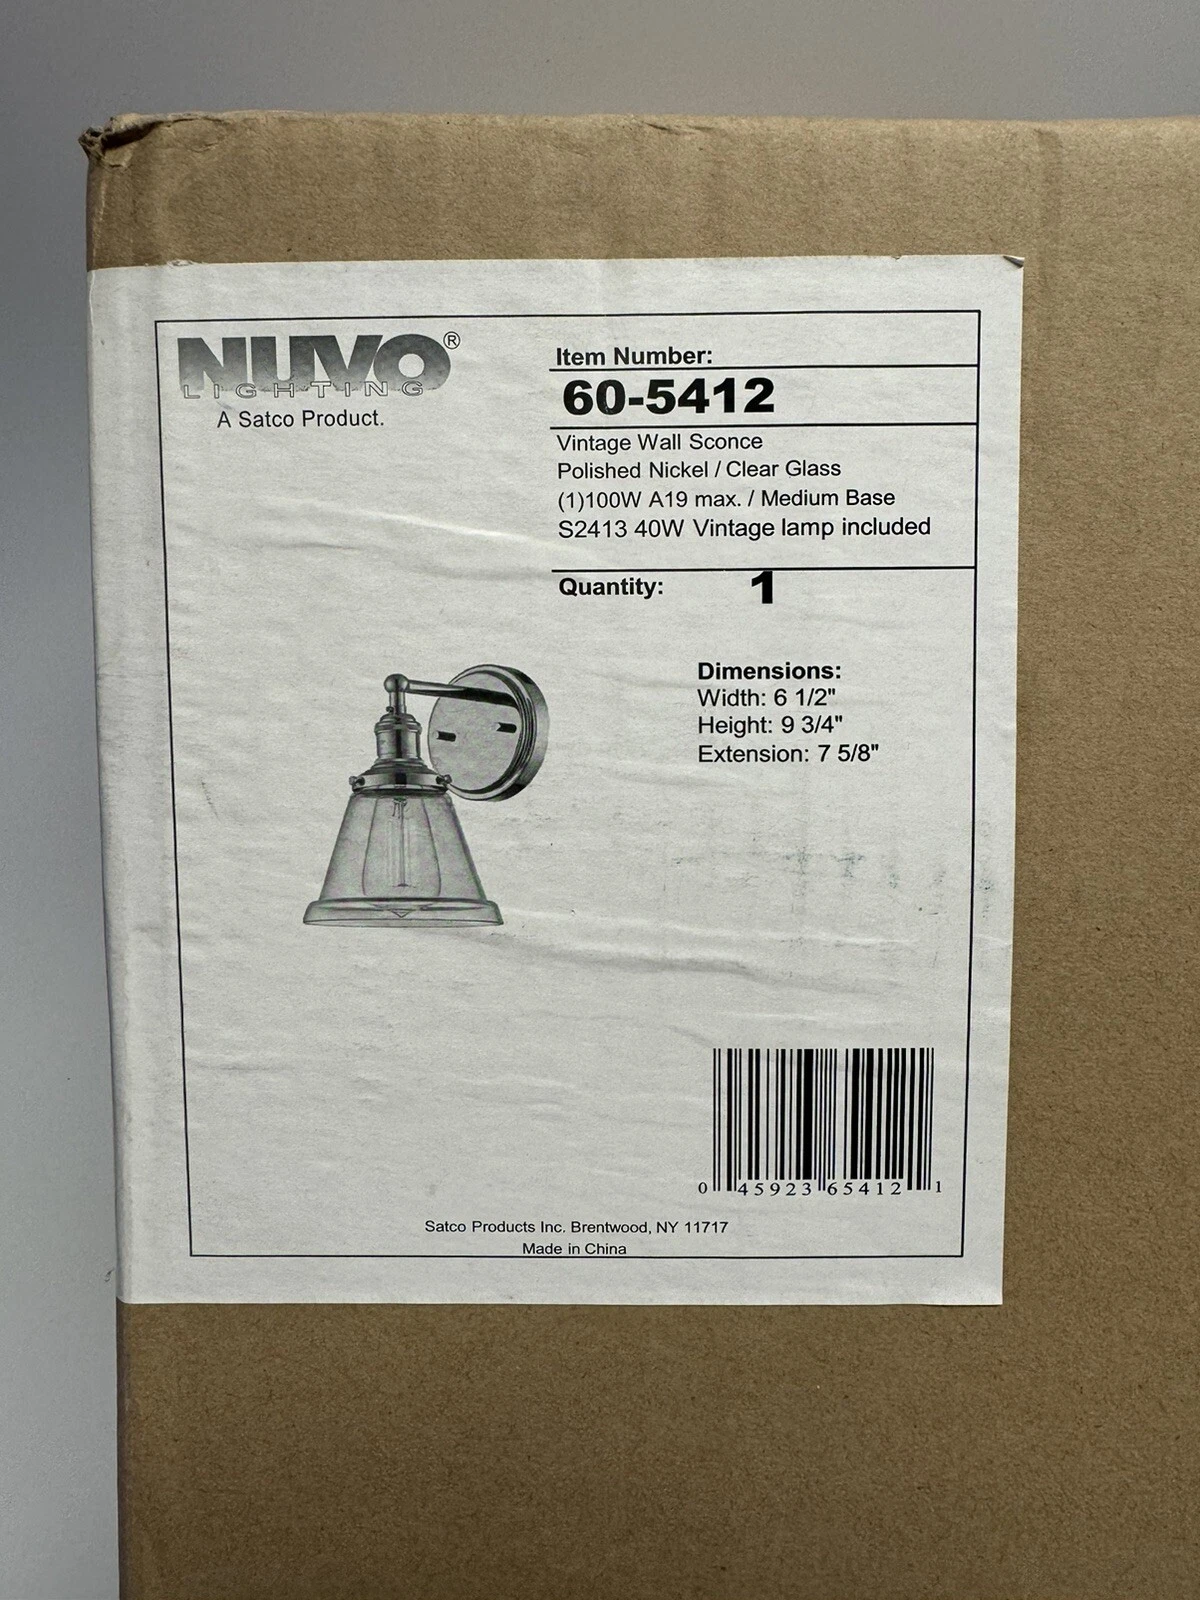 NUVO®
LIGHTING
A Satco Product.
Item Number:
60-5412
Vintage Wall Sconce
Polished Nickel / Clear Glass
(1)100W A19 max. / Medium Base
S2413 40W Vintage lamp included
Quantity: 1
Dimensions:
Width: 6 1/2"
Height: 9 3/4"
Extension: 7 5/8"
0 45923 65412 1
Satco Products Inc. Brentwood, NY 11717
Made in China